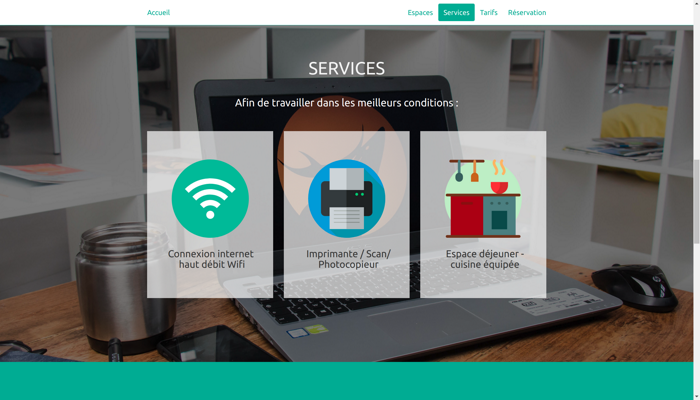 Accueil
Espaces
Services
Tarifs
Réservation
SERVICES
Afin de travailler dans les meilleurs conditions :
Connexion internet
haut débit Wifi
Imprimante / Scan/
Photocopieur
Espace déjeuner -
cuisine équipée